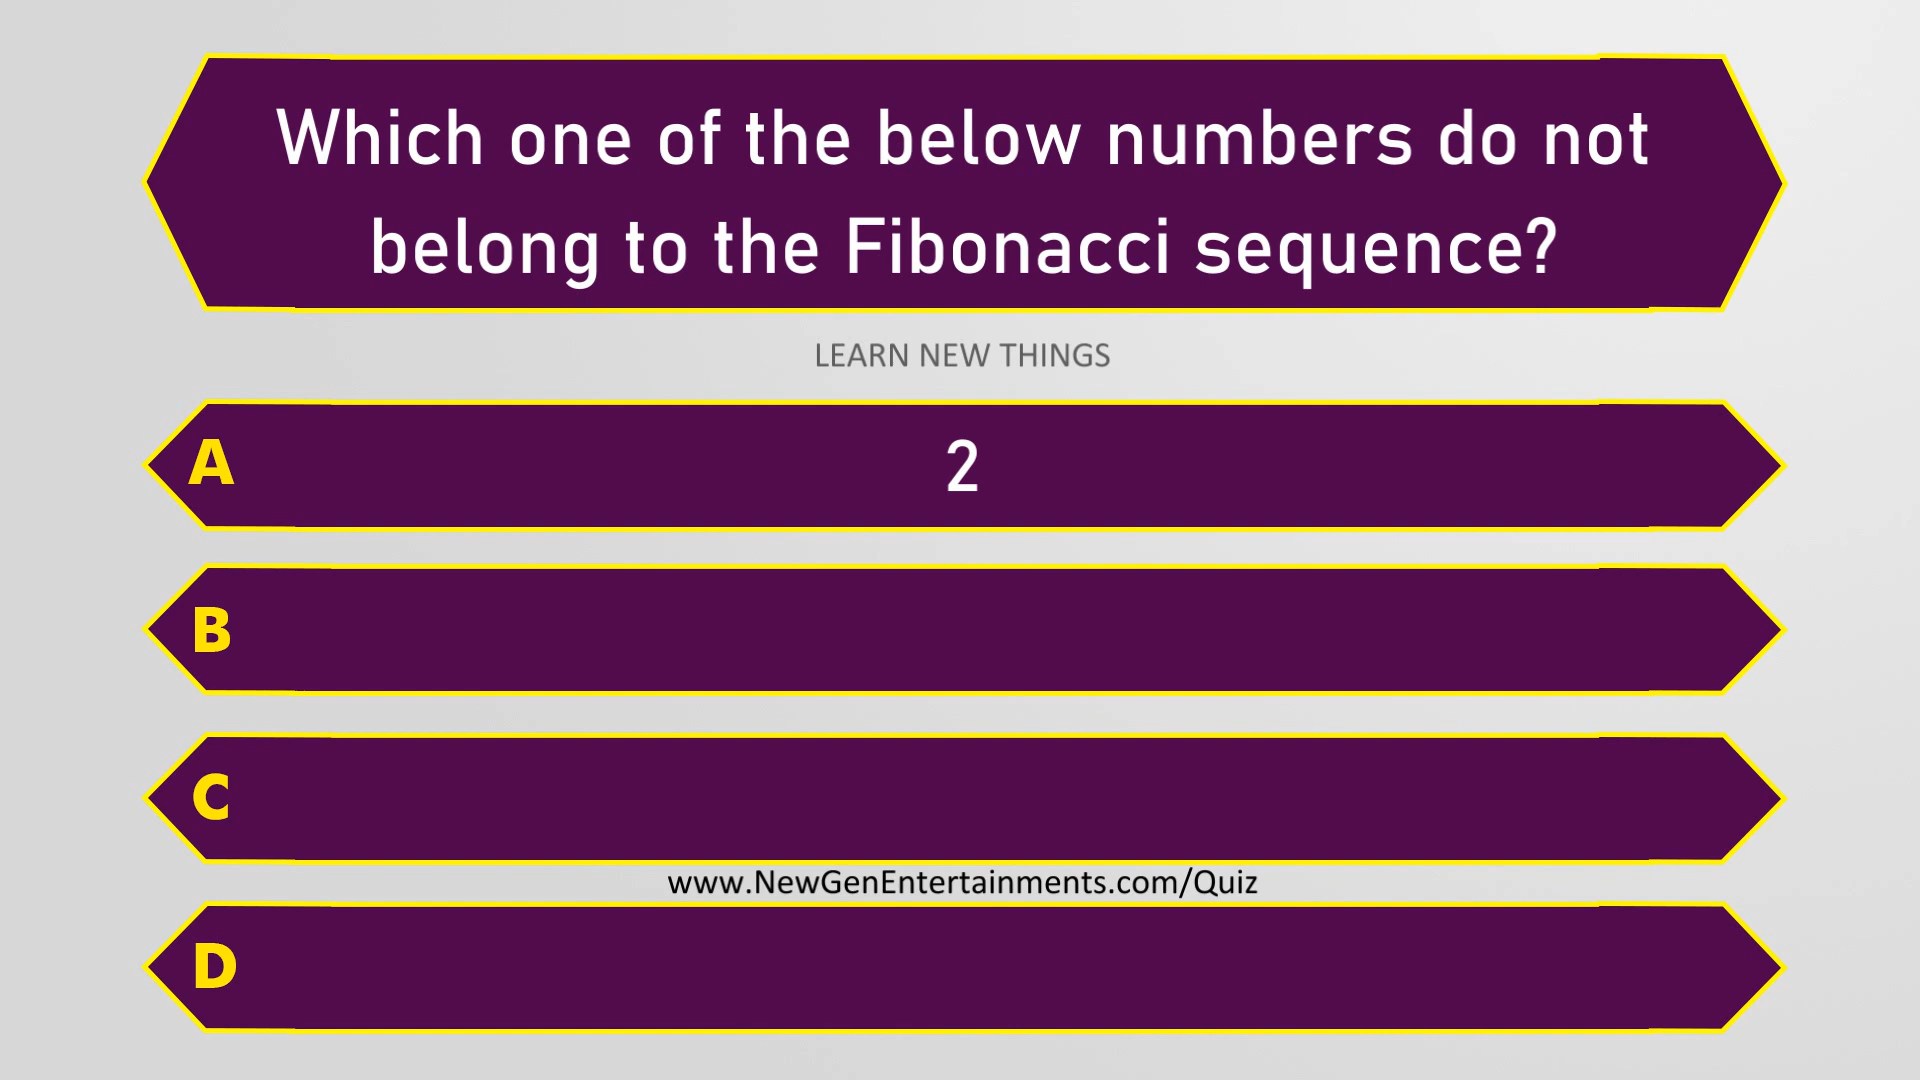 Which one of the below numbers do not
belong to the Fibonacci sequence?
LEARN NEW THINGS
A 2
B
C
www.NewGenEntertainments.com/Quiz
D